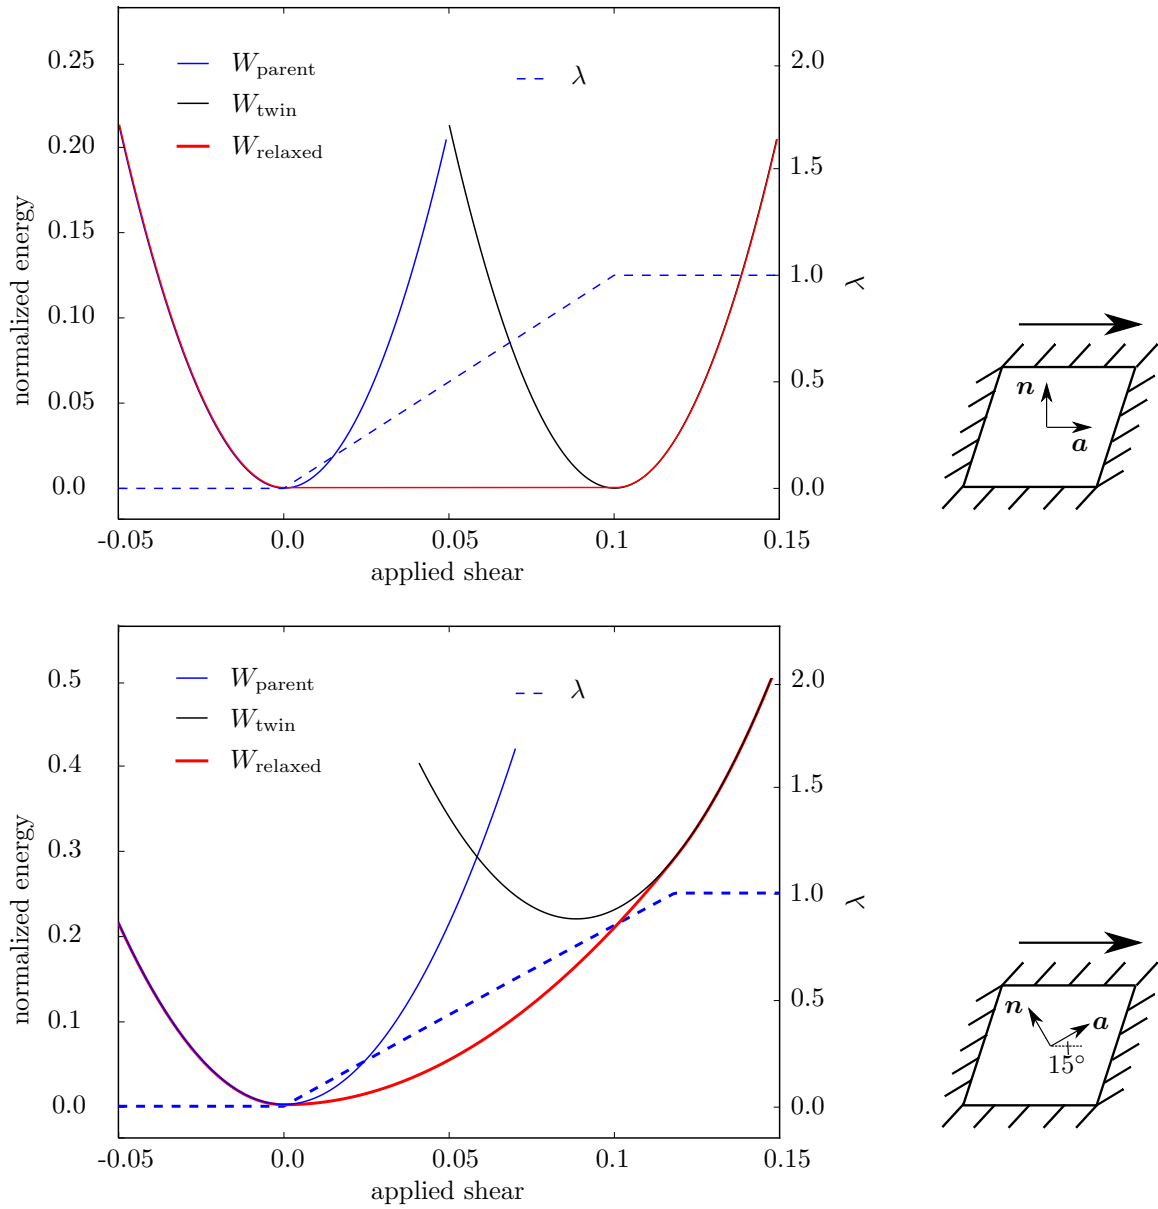 0.25
0.20
0.15
0.10
0.05
0.0
normalized energy
W_parent
W_twin
W_relaxed
λ
2.0
1.5
1.0
0.5
0.0
λ
-0.05
0.0
0.05
0.1
0.15
applied shear
n
a
0.5
0.4
0.3
0.2
0.1
0.0
normalized energy
W_parent
W_twin
W_relaxed
λ
2.0
1.5
1.0
0.5
0.0
λ
-0.05
0.0
0.05
0.1
0.15
applied shear
n
a
15°